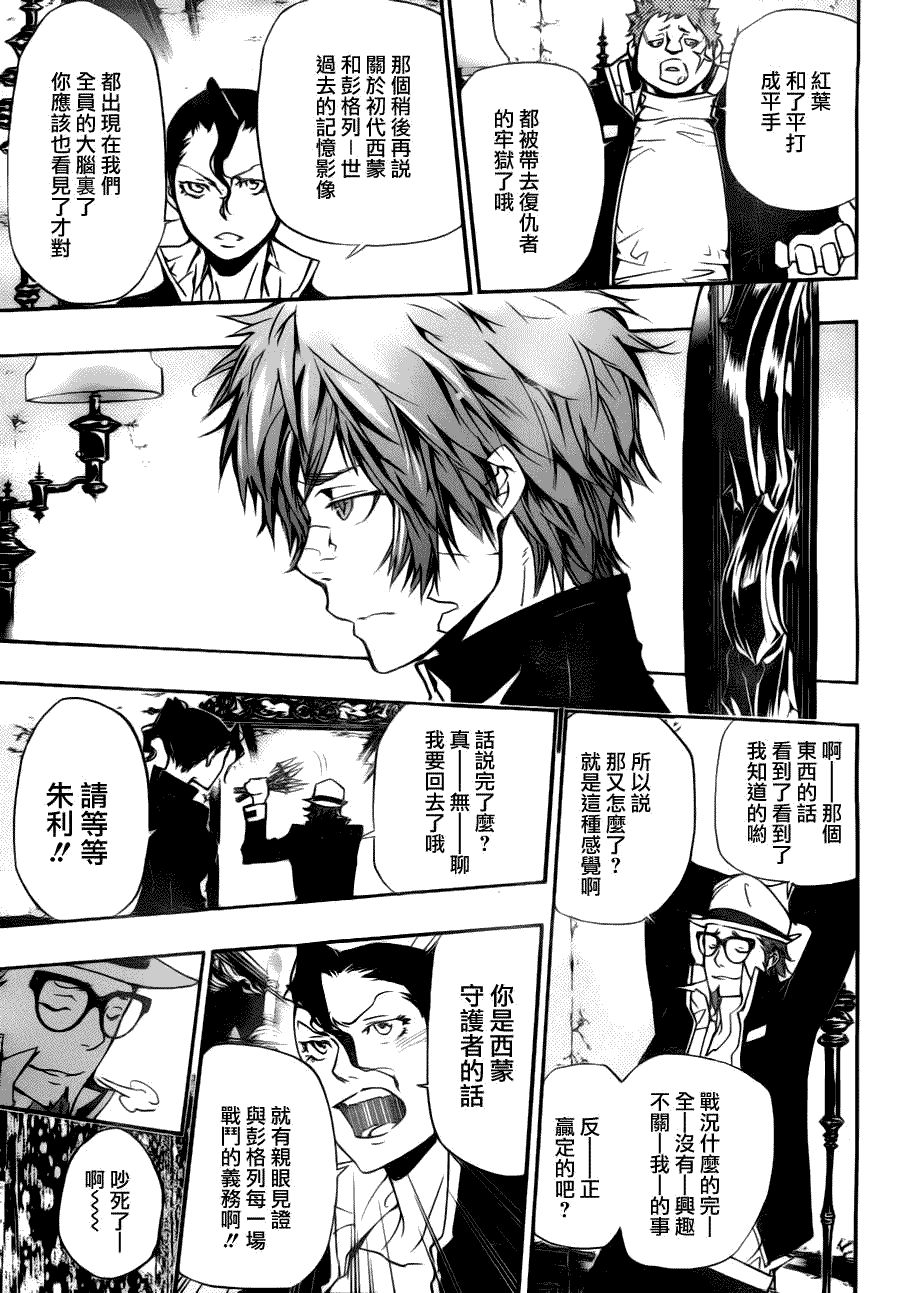 紅葉
和了平打
成平手
都被帶去復仇者
的牢獄了哦
那個稍後再說
關於初代西蒙
和彭格列一世
過去的記憶影像
都出現在我們
全員的大腦裏了
你應該也看見了才對
啊——那個
東西的話
看到了看到了
我知道的喲
所以說
那又怎麼了?
就是這種感覺啊
戰況什麼的完—
全—沒有—興趣
不關—我—的事
反——正
贏定的吧?
話說完了麼?
真——無——聊
我要回去了哦
請等等
朱利!!
你是西蒙
守護者的話
就有親眼見證
與彭格列每一場
戰鬥的義務啊!!
吵死了—
啊~~~